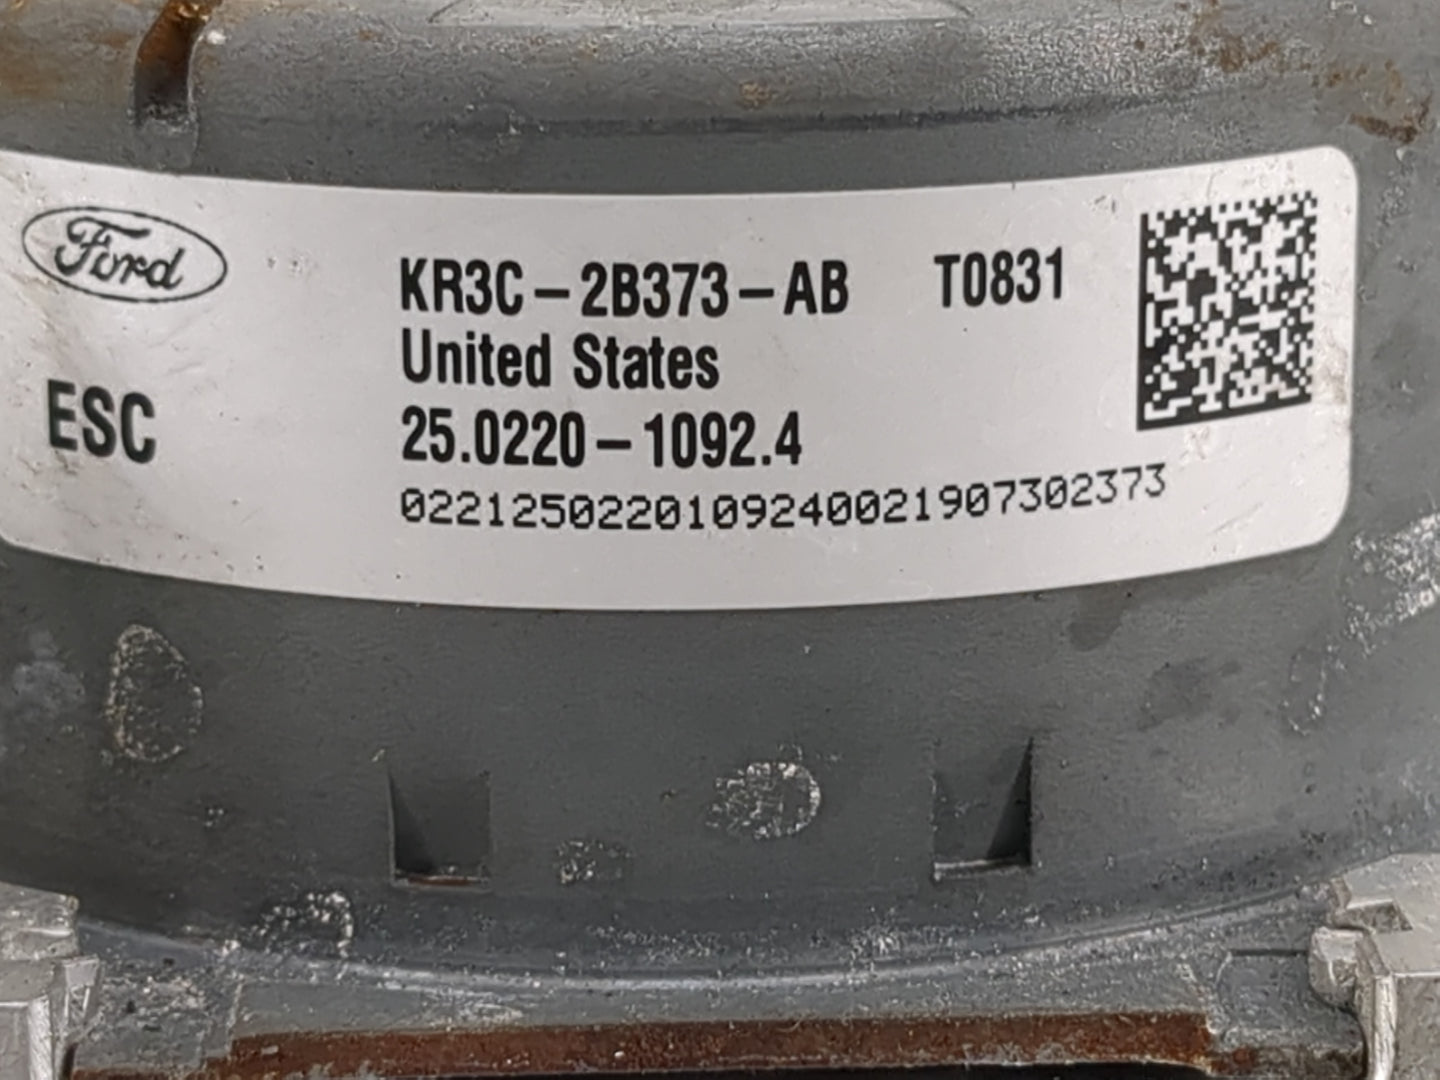 Ford
KR3C-2B373-AB T0831
United States
ESC
25.0220-1092.4
0221250220109240021907302373